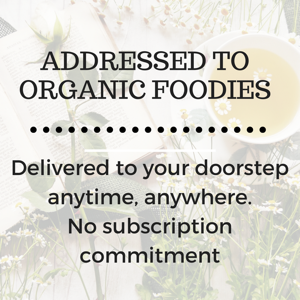 ADDRESSED TO
ORGANIC FOODIES
Delivered to your doorstep
anytime, anywhere.
No subscription
commitment